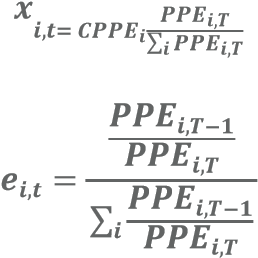 x_{i,t= CPPE_i \frac{PPE_{i,T}}{\sum_i PPE_{i,T}}}
e_{i,t} = \frac{\frac{PPE_{i,T-1}}{PPE_{i,T}}}{\sum_i \frac{PPE_{i,T-1}}{PPE_{i,T}}}